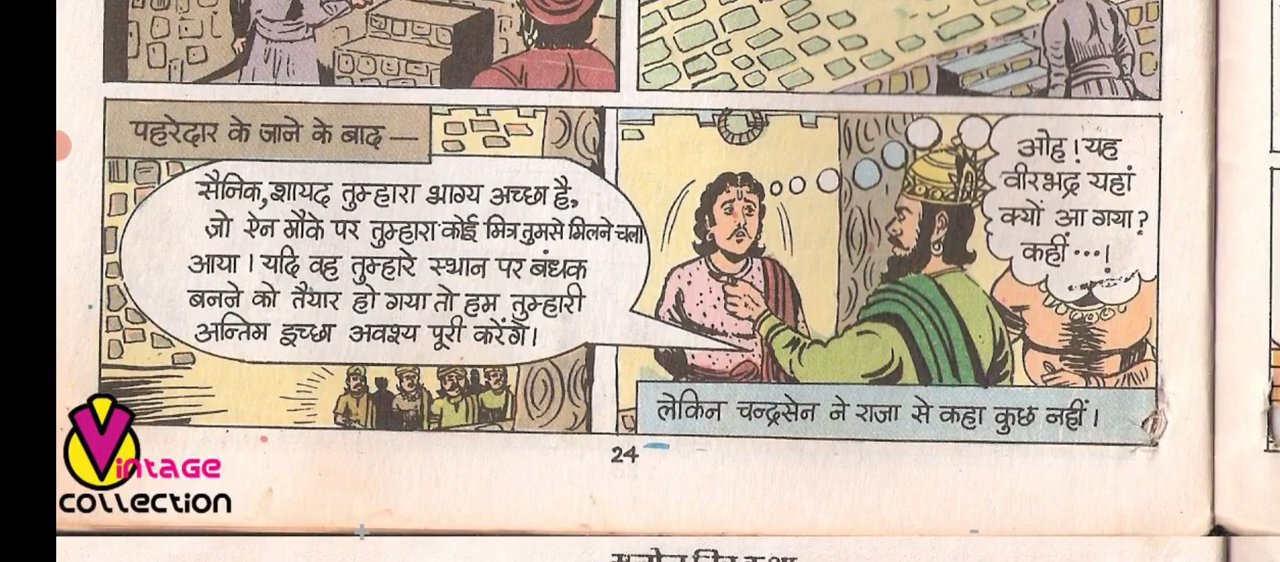 पहरेदार के जाने के बाद —
सैनिक, शायद तुम्हारा भाग्य अच्छा है,
जो ऐन मौके पर तुम्हारा कोई मित्र तुमसे मिलने चला
आया। यदि वह तुम्हारे स्थान पर बंधक
बनने को तैयार हो गया तो हम तुम्हारी
अन्तिम इच्छा अवश्य पूरी करेंगे।
ओह! यह
वीरभद्र यहां
क्यों आ गया?
कहीं...!
लेकिन चन्द्रसेन ने राजा से कहा कुछ नहीं।
24
Vintage
collection